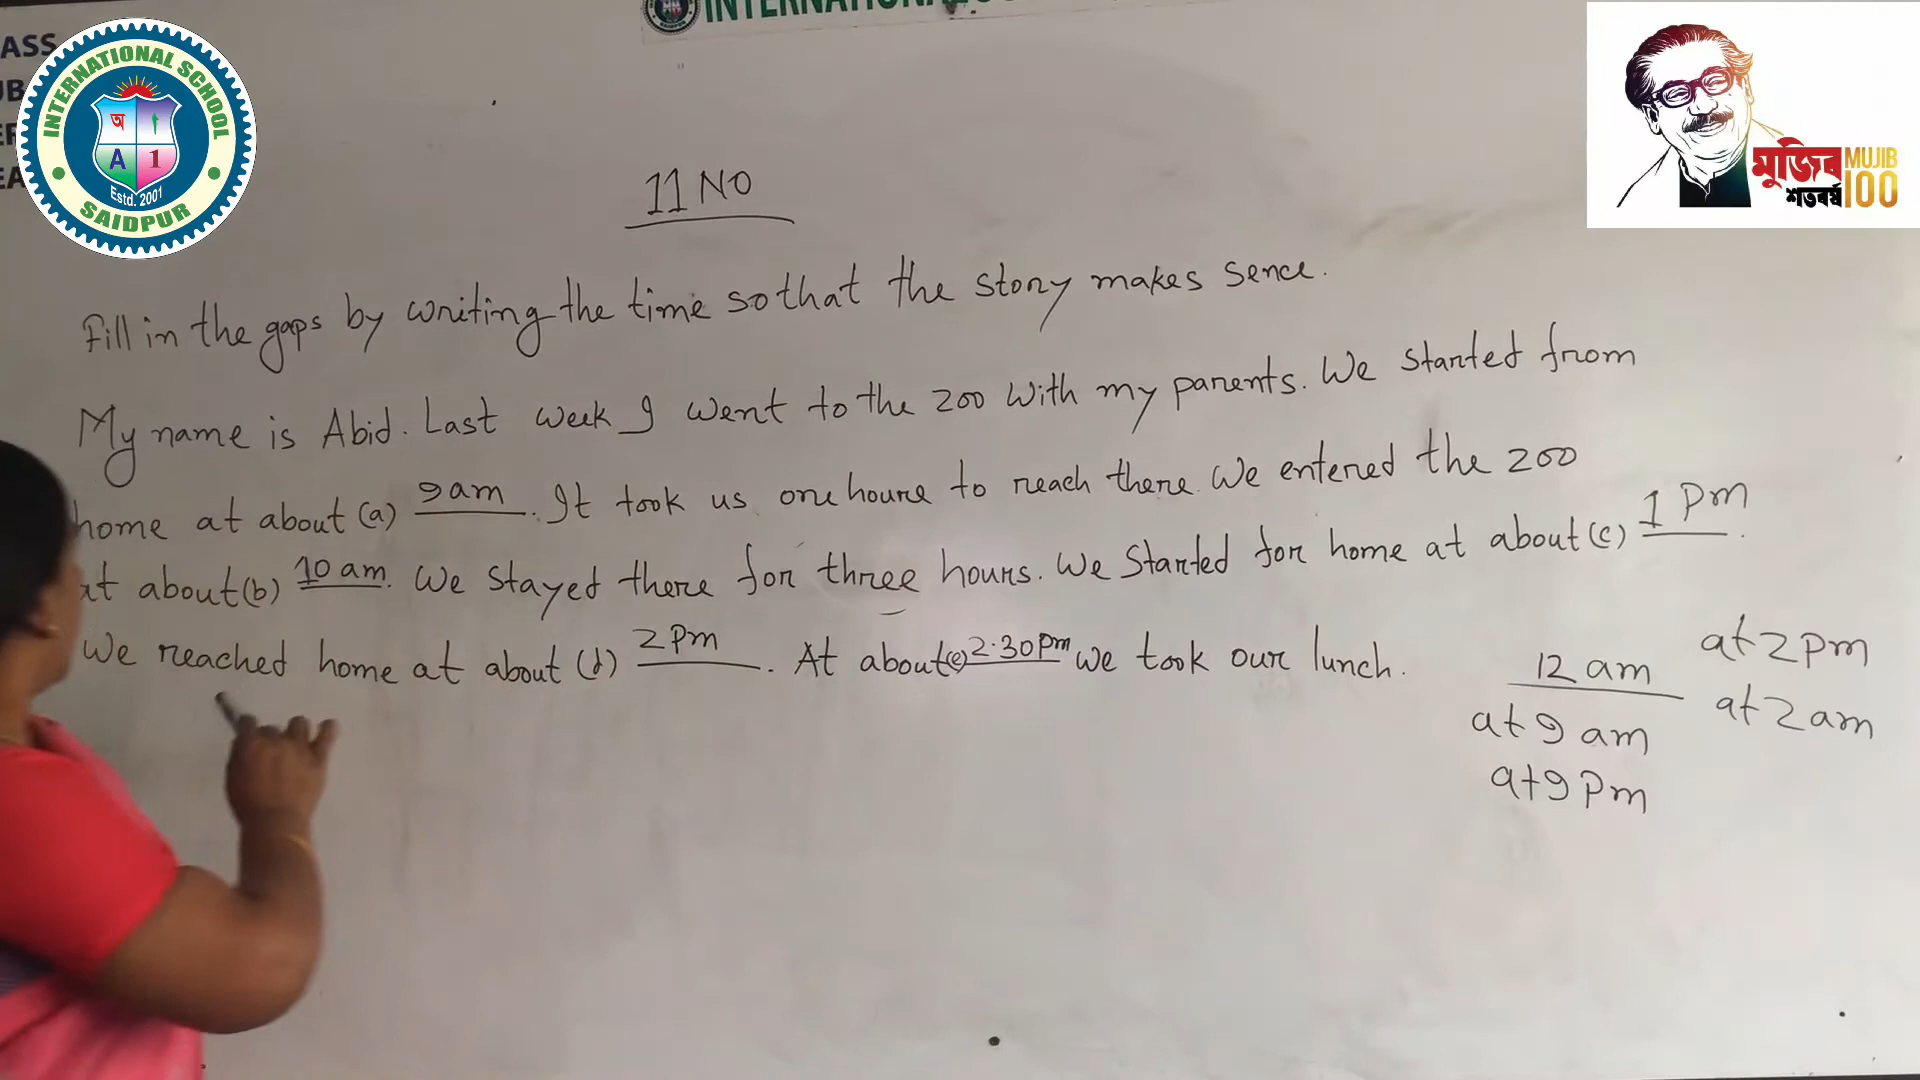 ASS
INTERNATIONAL SCHOOL
অ
A 1
Estd. 2001
SAIDPUR
SAIDPUR
মুজিব MUJIB
শতবর্ষ 100
11 NO
Fill in the gaps by writing the time so that the story makes sence.
My name is Abid. Last week I went to the zoo with my parents. We started from
home at about (a) 9 am. It took us one houre to reach there. We entered the zoo
at about (b) 10 am. We stayed there for three hours. We started for home at about (c) 1 Pm.
We reached home at about (d) 2 Pm. At about (e) 2.30 pm we took our lunch.
12 am
at 9 am
at 9 Pm
at 2 pm
at 2 am